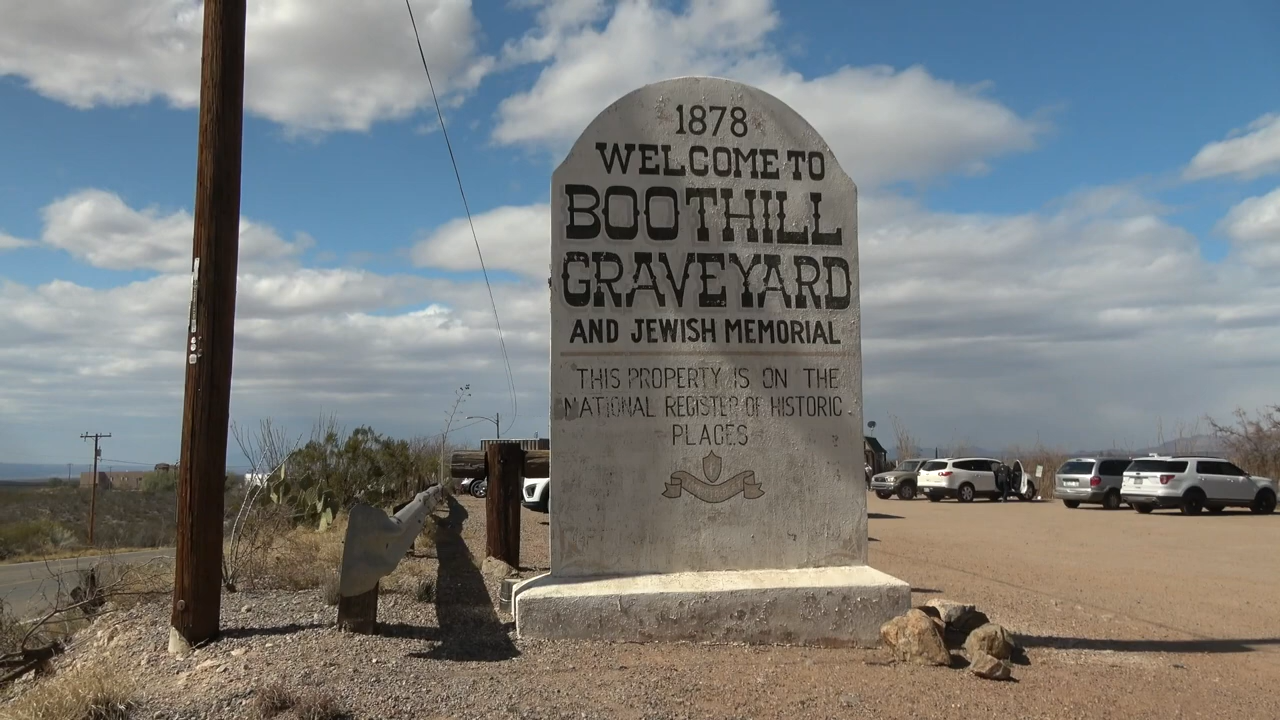 1878
WELCOME TO
BOOTHILL
GRAVEYARD
AND JEWISH MEMORIAL
THIS PROPERTY IS ON THE
NATIONAL REGISTER OF HISTORIC
PLACES